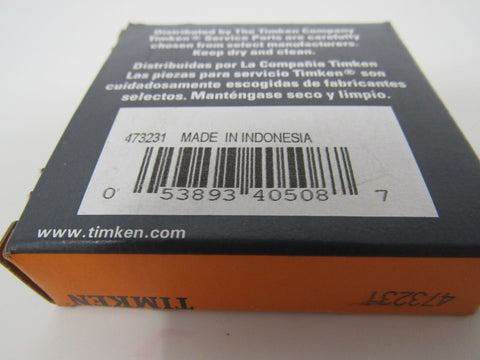 Distributed by The Timken Company
Timken® Service Parts are carefully
chosen from select manufacturers.
Keep dry and clean.
Distribuidas por La Compañia Timken
Las piezas para servicio Timken® son
cuidadosamente escogidas de fabricantes
selectos. Manténgase seco y limpio.
473231 MADE IN INDONESIA
0 53893 40508 7
www.timken.com
TIMKEN
473231